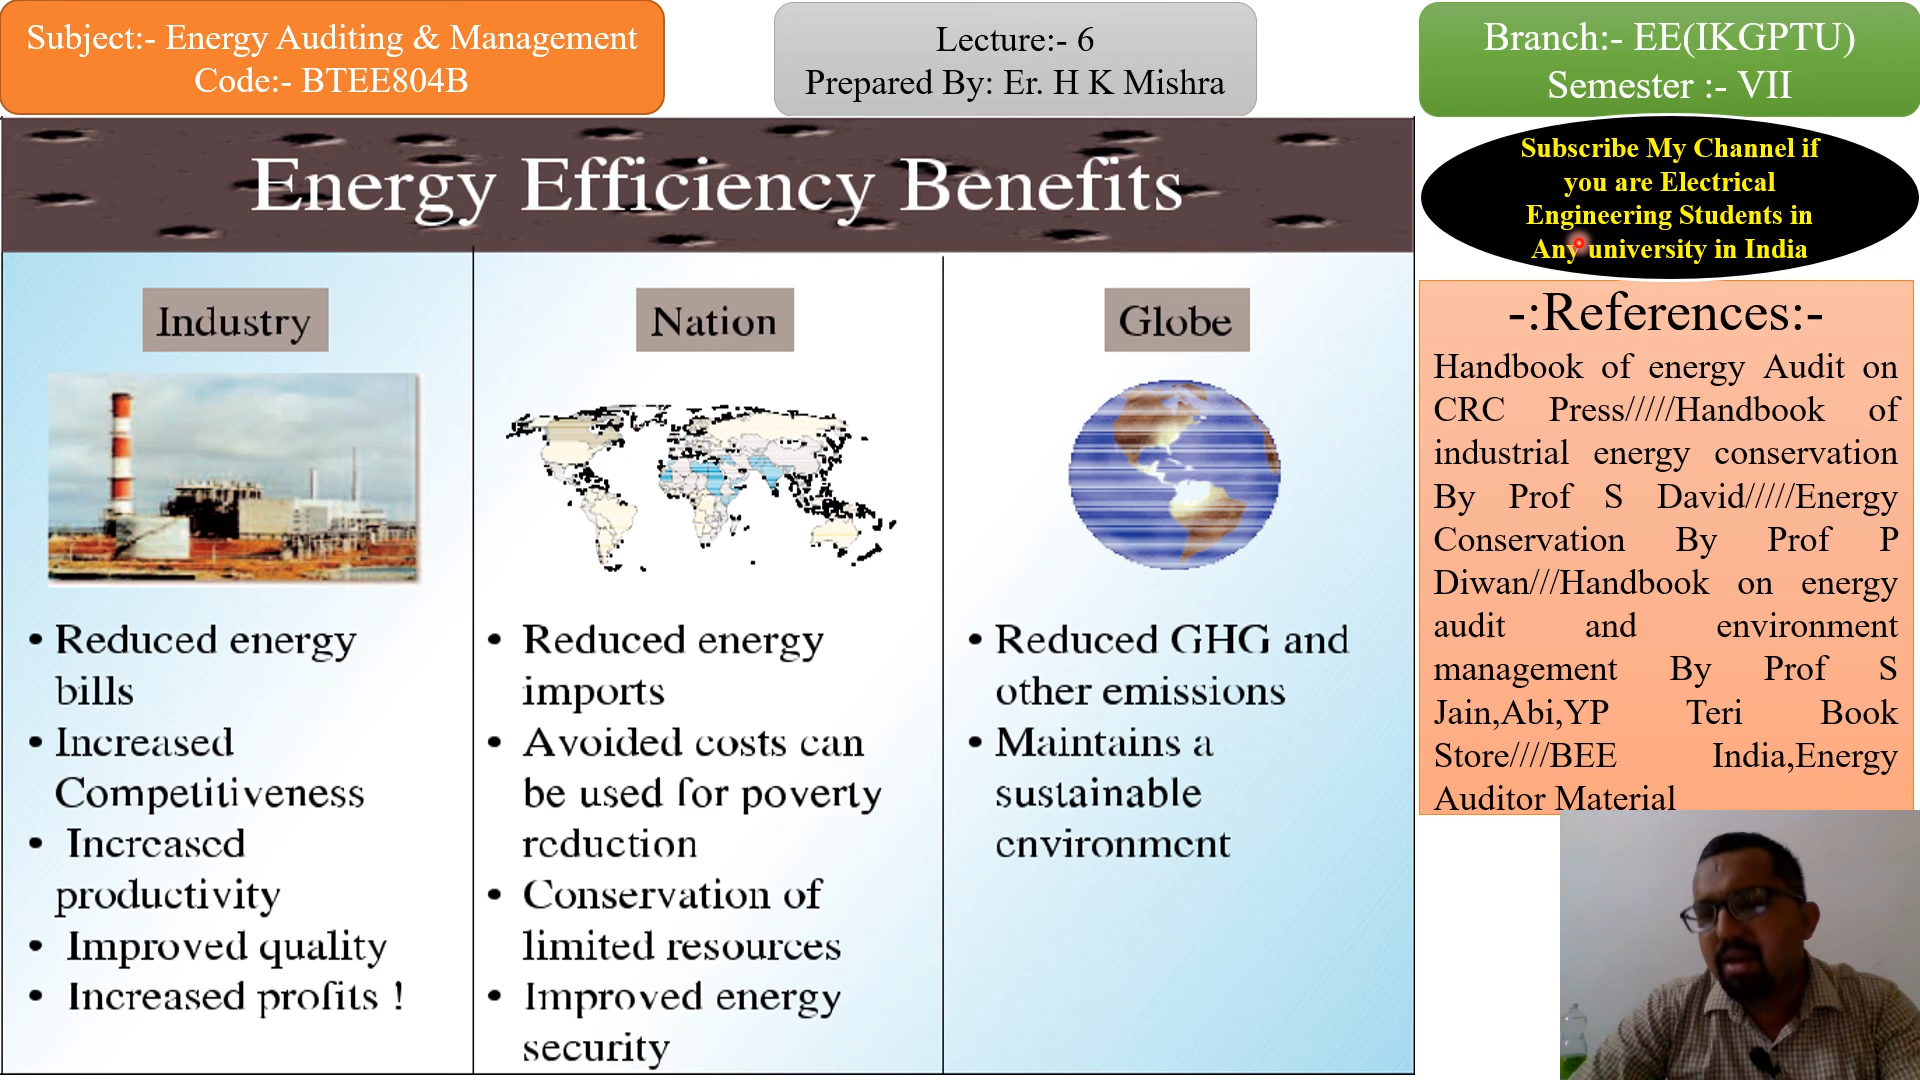 Subject:- Energy Auditing & Management
Code:- BTEE804B
Lecture:- 6
Prepared By: Er. H K Mishra
Branch:- EE(IKGPTU)
Semester :- VII
Energy Efficiency Benefits
Subscribe My Channel if
you are Electrical
Engineering Students in
Any university in India
Industry
• Reduced energy
bills
• Increased
Competitiveness
• Increased
productivity
• Improved quality
• Increased profits !
Nation
• Reduced energy
imports
• Avoided costs can
be used for poverty
reduction
• Conservation of
limited resources
• Improved energy
security
Globe
• Reduced GHG and
other emissions
• Maintains a
sustainable
environment
-:References:-
Handbook of energy Audit on
CRC Press/////Handbook of
industrial energy conservation
By Prof S David/////Energy
Conservation By Prof P
Diwan///Handbook on energy
audit and environment
management By Prof S
Jain,Abi,YP Teri Book
Store////BEE India,Energy
Auditor Material